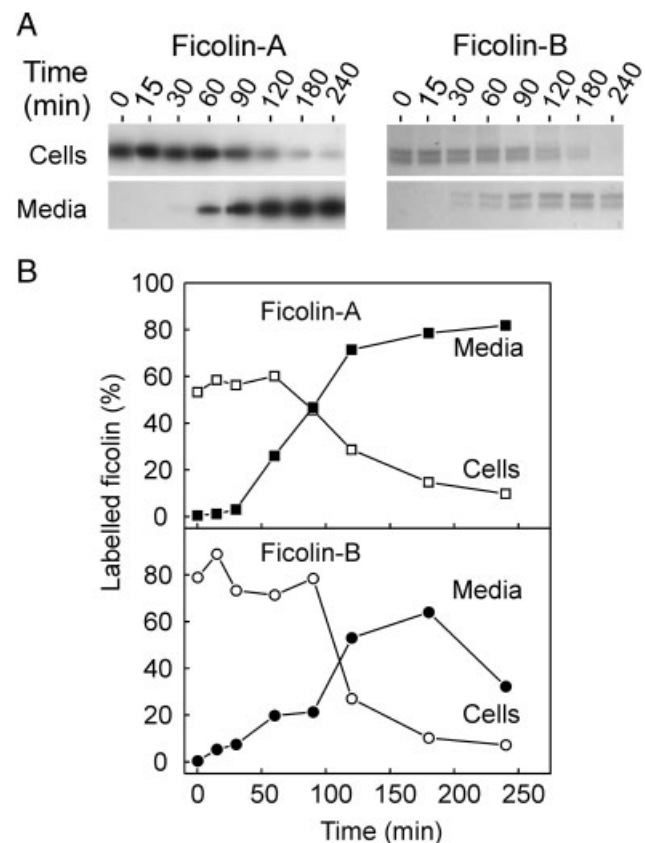 A
Ficolin-A Ficolin-B
Time (min) 0 15 30 60 90 120 180 240 0 15 30 60 90 120 180 240
Cells
Media
B
Labelled ficolin (%)
100
80
60
40
20
0
Ficolin-A
Media
Cells
80
60
40
20
0
Ficolin-B
Media
Cells
0 50 100 150 200 250
Time (min)